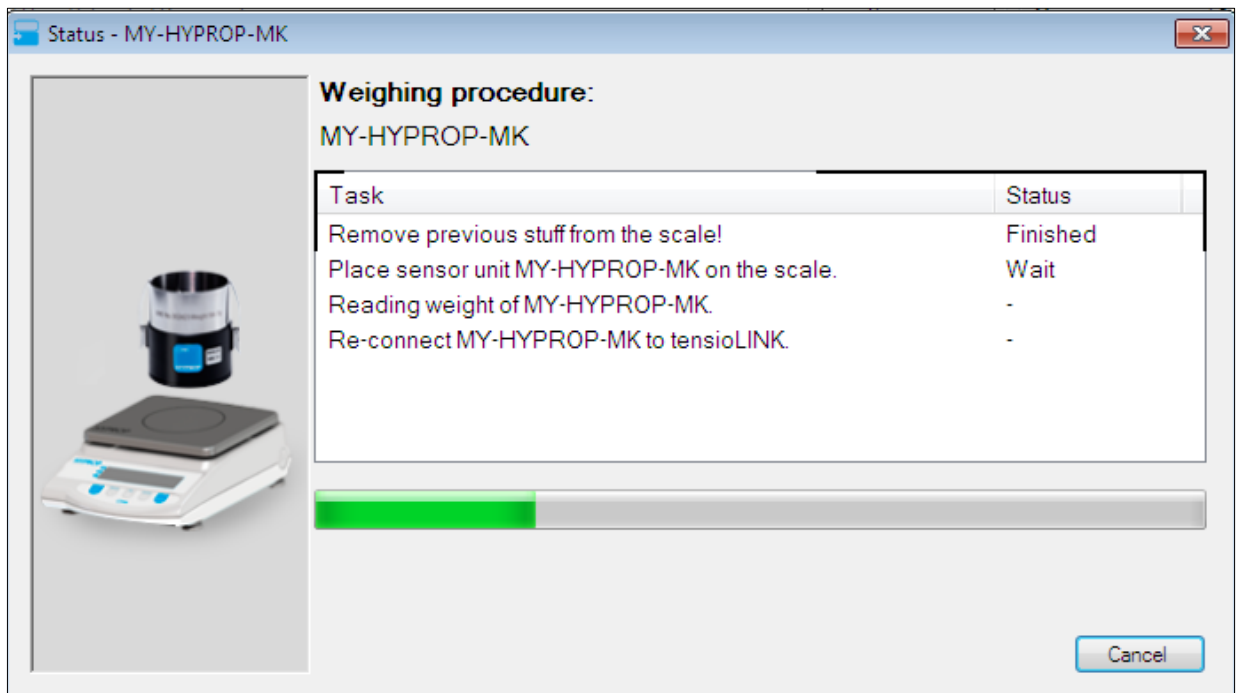 Status - MY-HYPROP-MK
Weighing procedure:
MY-HYPROP-MK
Task Status
Remove previous stuff from the scale! Finished
Place sensor unit MY-HYPROP-MK on the scale. Wait
Reading weight of MY-HYPROP-MK. -
Re-connect MY-HYPROP-MK to tensioLINK. -
Cancel